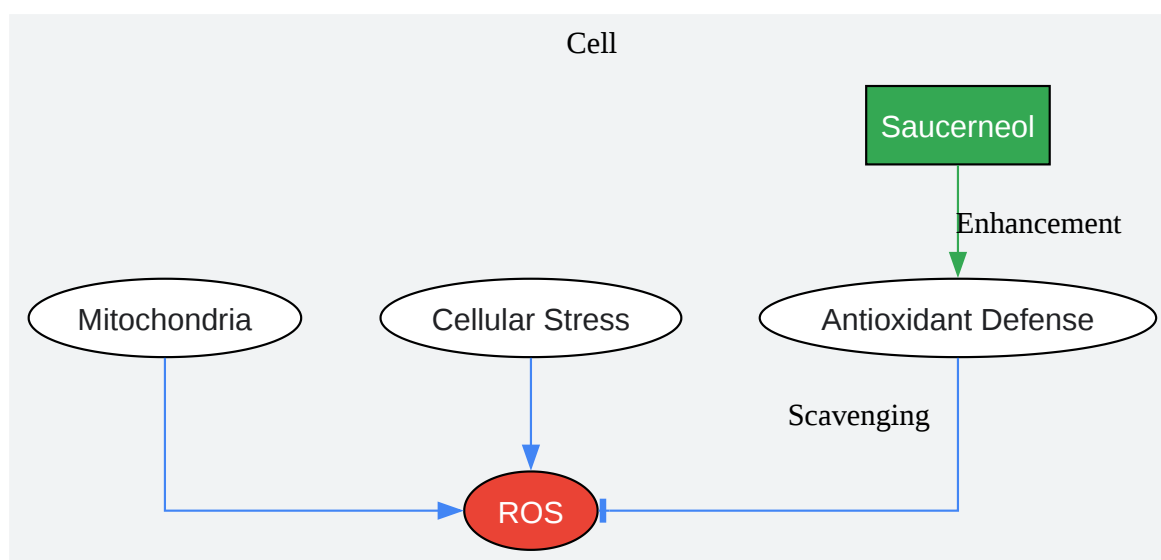 Cell
Saucerneol
Enhancement
Mitochondria
Cellular Stress
Antioxidant Defense
Scavenging
ROS